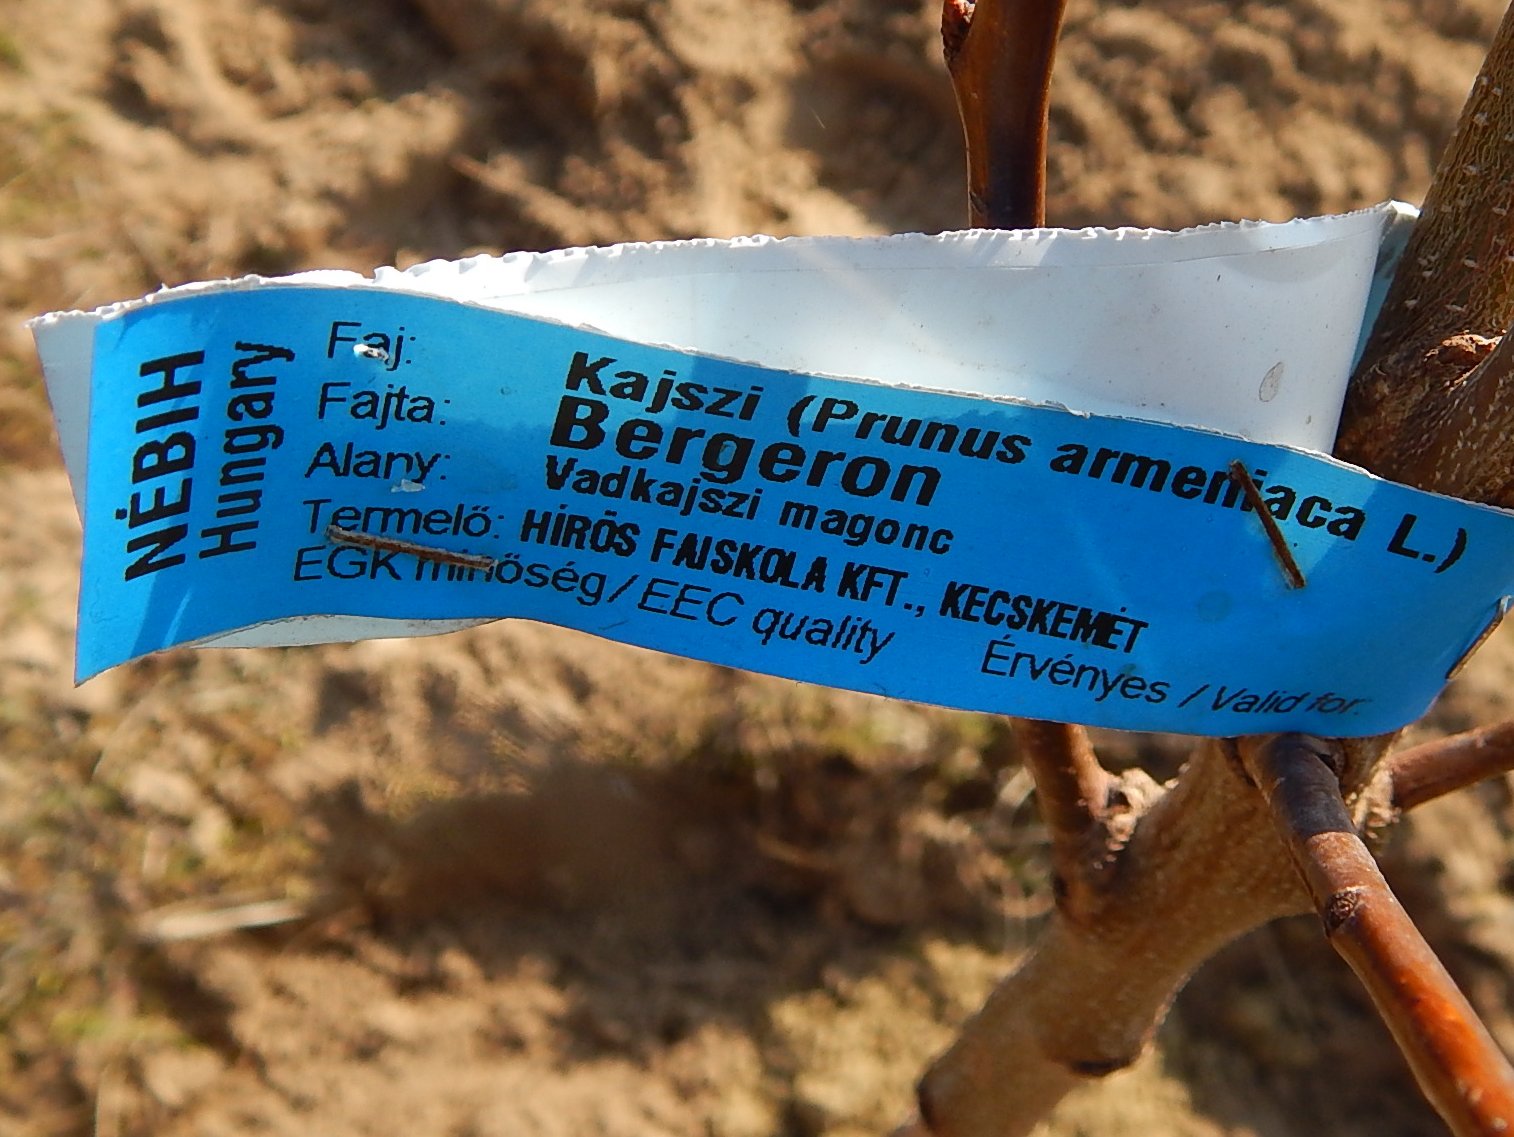 NÉBIH
Hungary
Faj: Kajszi (Prunus armeniaca L.)
Fajta: Bergeron
Alany: Vadkajszi magonc
Termelő: HÍRÖS FAISKOLA KFT., KECSKEMÉT
EGK minőség / EEC quality Érvényes / Valid for: